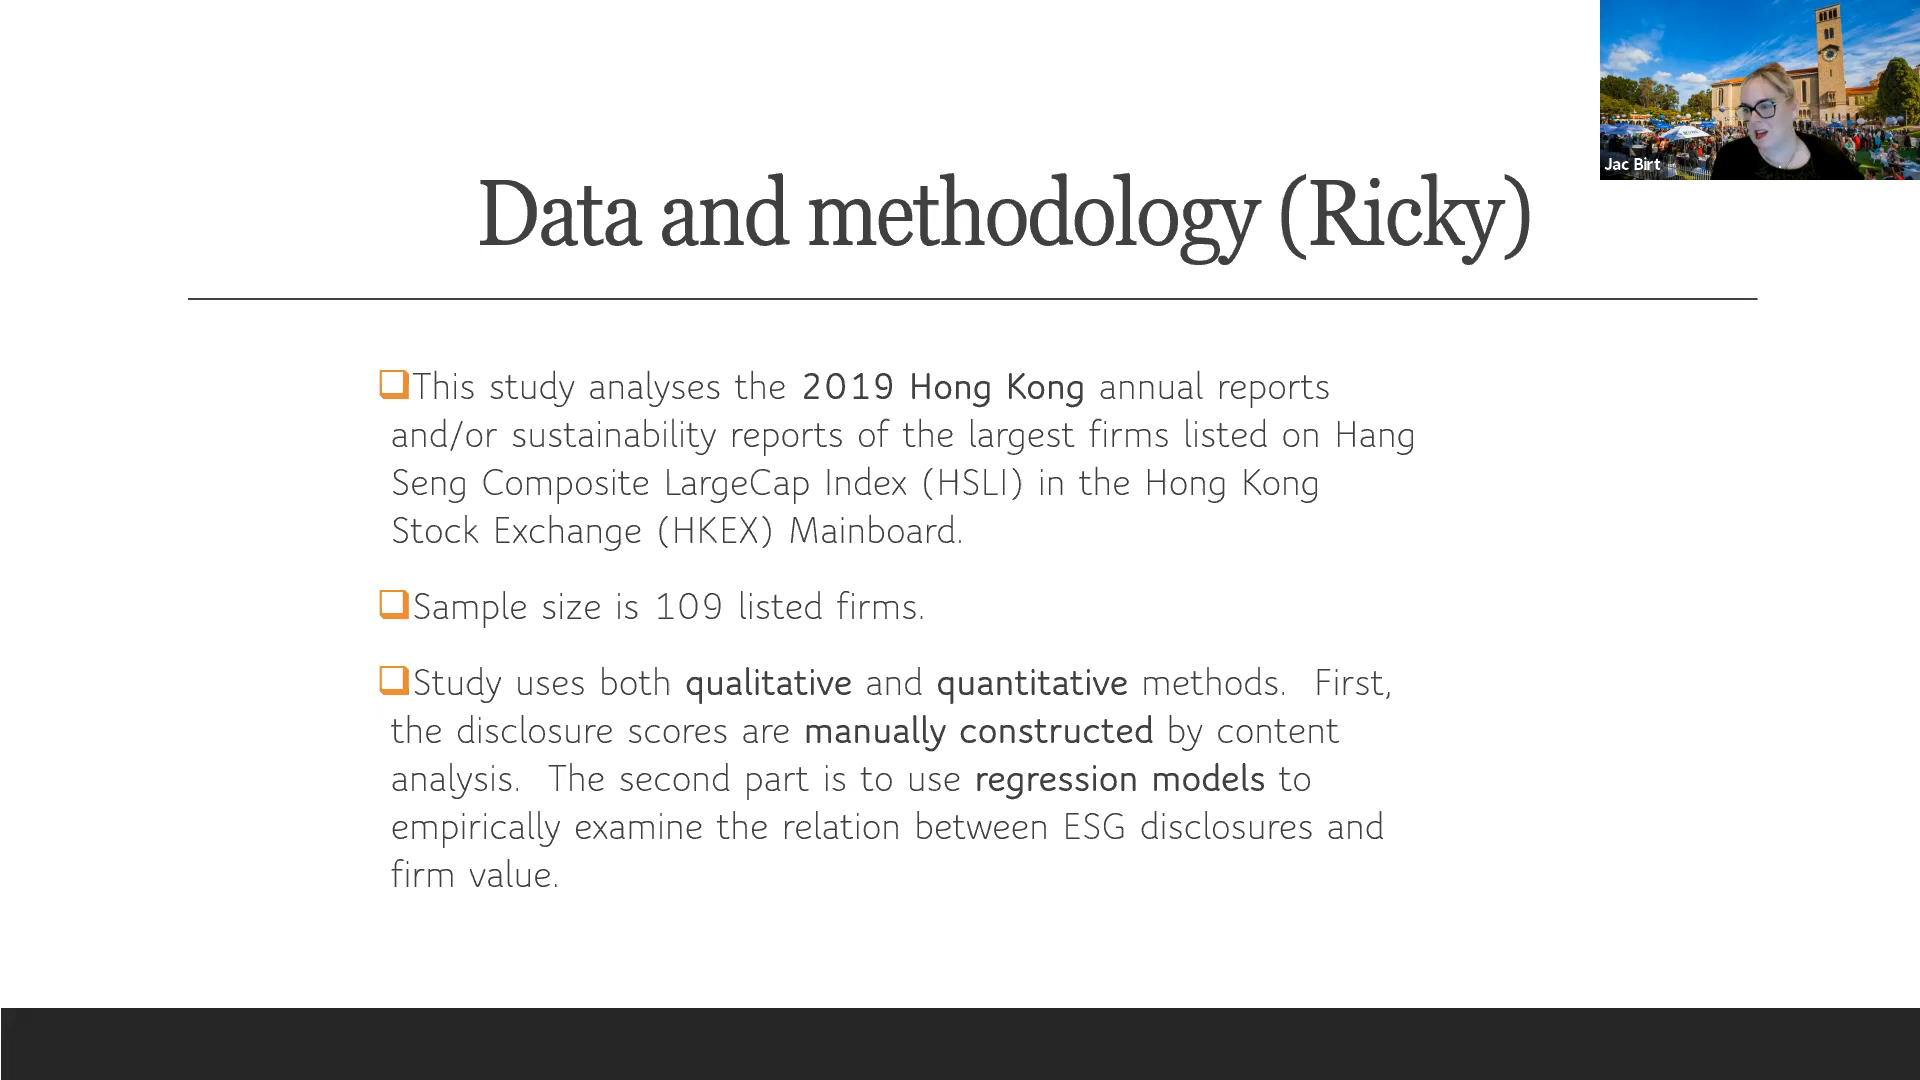 Jac Birt
Data and methodology (Ricky)
This study analyses the 2019 Hong Kong annual reports
and/or sustainability reports of the largest firms listed on Hang
Seng Composite LargeCap Index (HSLI) in the Hong Kong
Stock Exchange (HKEX) Mainboard.
Sample size is 109 listed firms.
Study uses both qualitative and quantitative methods.  First,
the disclosure scores are manually constructed by content
analysis.  The second part is to use regression models to
empirically examine the relation between ESG disclosures and
firm value.